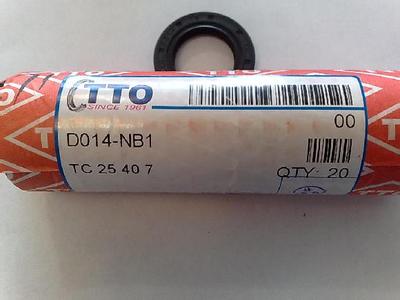 TTO
SINCE 1961
00
D014-NB1
TC 25 40 7
QTY: 20